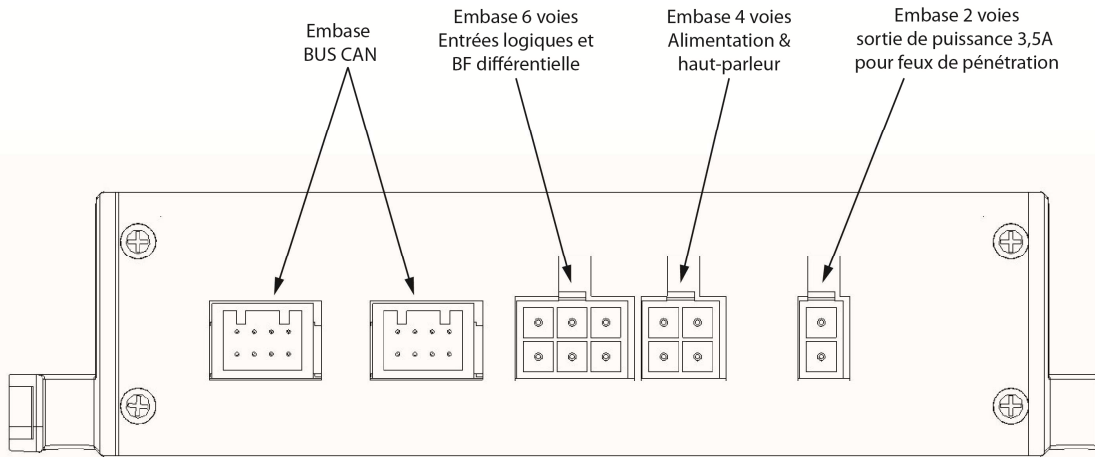 Embase
BUS CAN
Embase 6 voies
Entrées logiques et
BF différentielle
Embase 4 voies
Alimentation &
haut-parleur
Embase 2 voies
sortie de puissance 3,5A
pour feux de pénétration